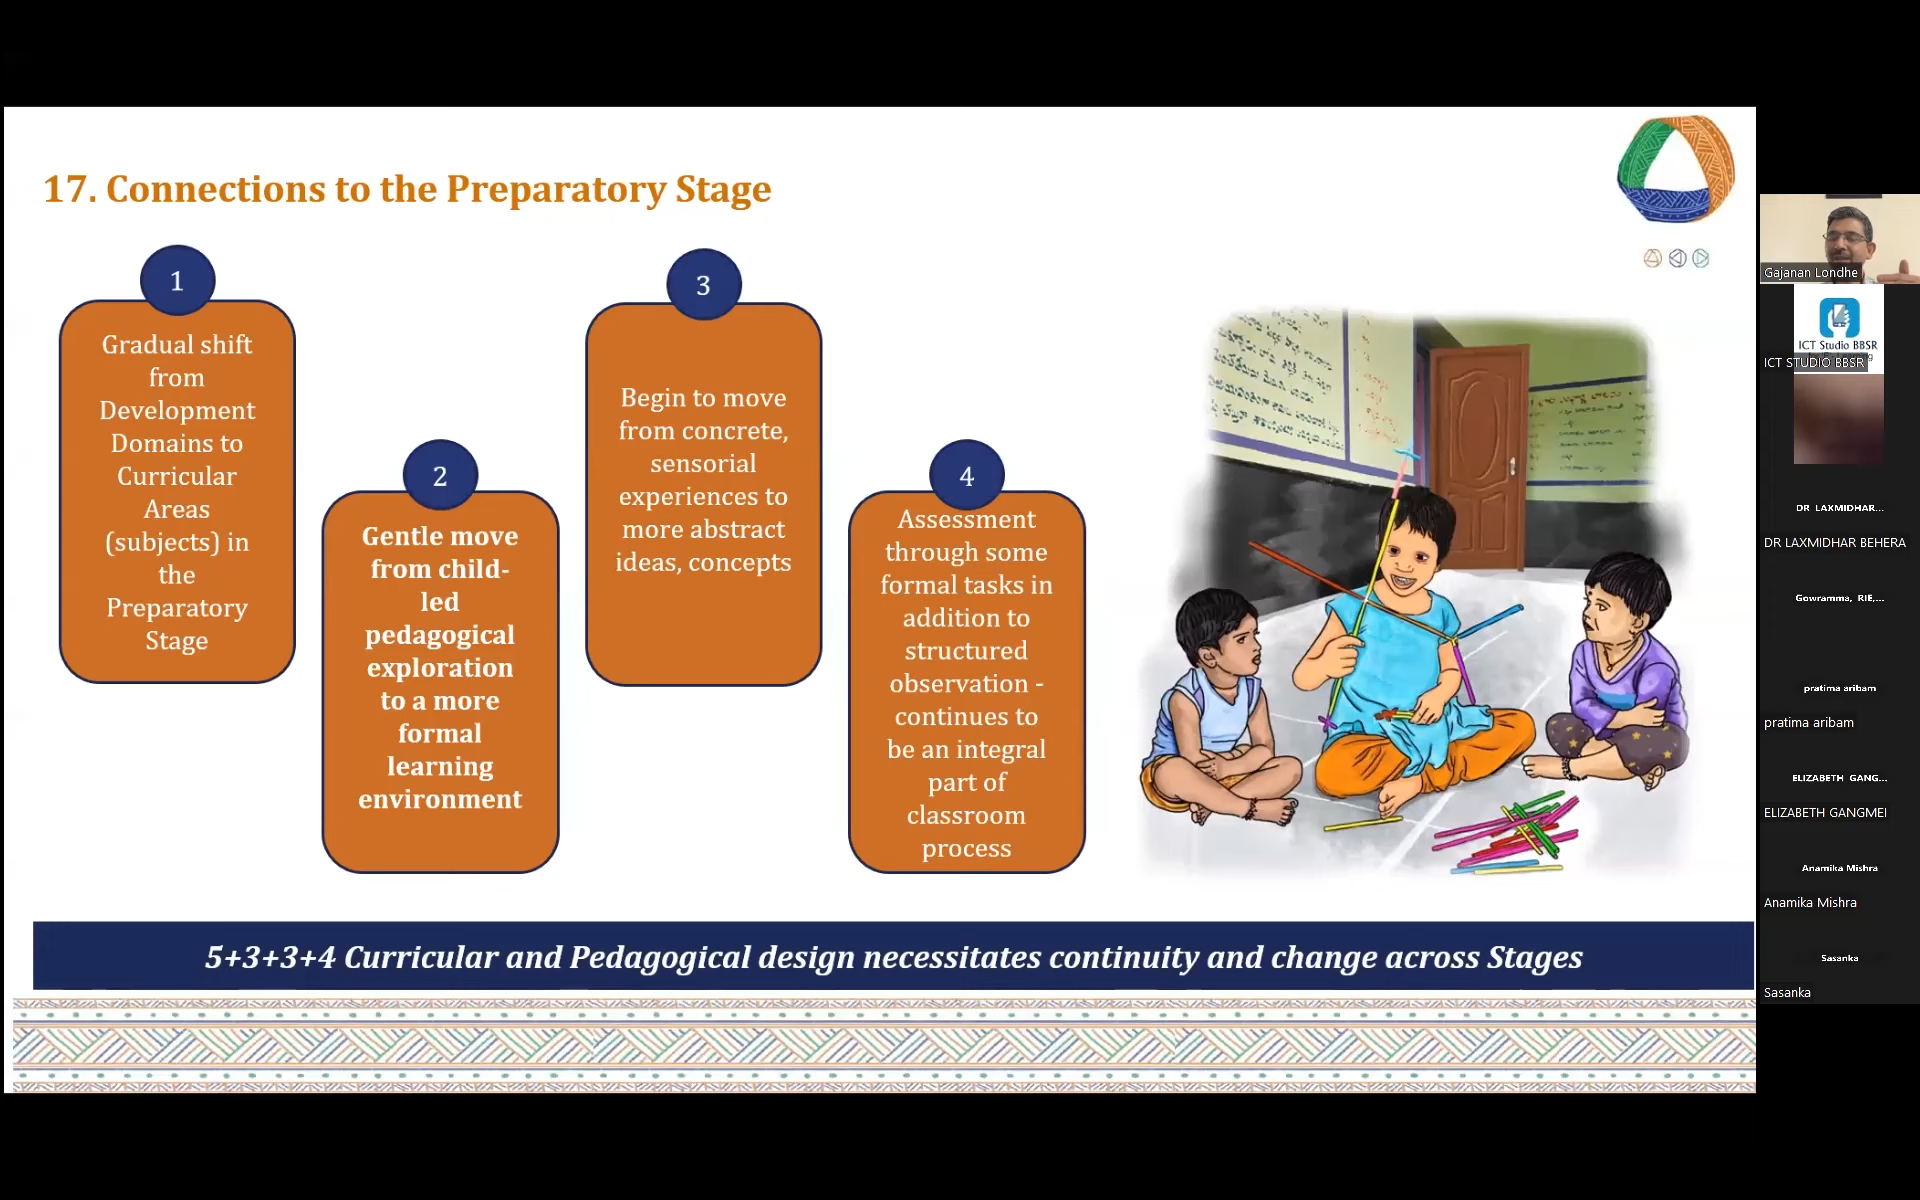 17. Connections to the Preparatory Stage
1
Gradual shift
from
Development
Domains to
Curricular
Areas
(subjects) in
the
Preparatory
Stage
2
Gentle move
from child-
led
pedagogical
exploration
to a more
formal
learning
environment
3
Begin to move
from concrete,
sensorial
experiences to
more abstract
ideas, concepts
4
Assessment
through some
formal tasks in
addition to
structured
observation -
continues to
be an integral
part of
classroom
process
5+3+3+4 Curricular and Pedagogical design necessitates continuity and change across Stages
Gajanan Londhe
ICT Studio BBSR
ICT STUDIO BBSR
DR LAXMIDHAR...
DR LAXMIDHAR BEHERA
Gowramma, RIE,...
pratima aribam
pratima aribam
ELIZABETH GANG...
ELIZABETH GANGMEI
Anamika Mishra
Anamika Mishra
Sasanka
Sasanka